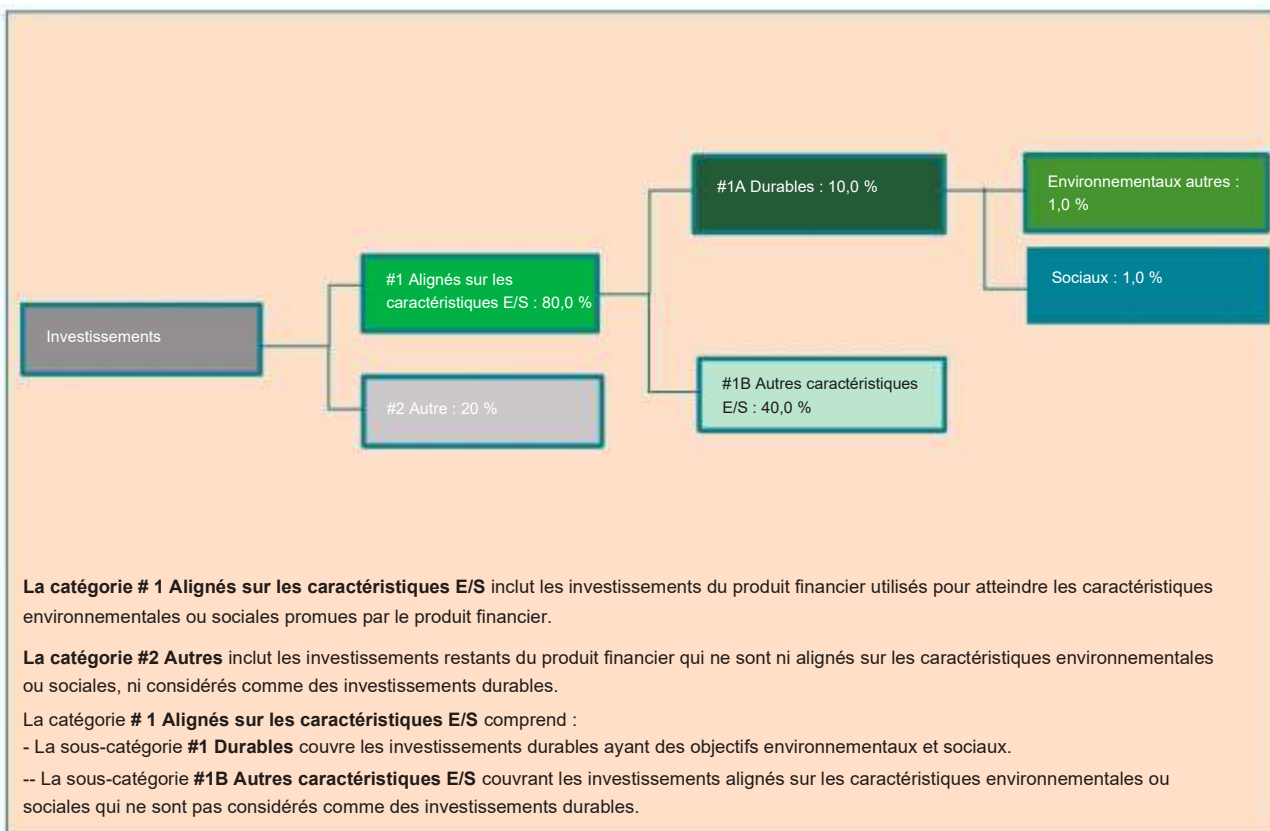 #1A Durables : 10,0 %
Environnementaux autres :
1,0 %
#1 Alignés sur les
caractéristiques E/S : 80,0 %
Sociaux : 1,0 %
Investissements
#2 Autre : 20 %
#1B Autres caractéristiques
E/S : 40,0 %
La catégorie # 1 Alignés sur les caractéristiques E/S inclut les investissements du produit financier utilisés pour atteindre les caractéristiques
environnementales ou sociales promues par le produit financier.
La catégorie #2 Autres inclut les investissements restants du produit financier qui ne sont ni alignés sur les caractéristiques environnementales
ou sociales, ni considérés comme des investissements durables.
La catégorie # 1 Alignés sur les caractéristiques E/S comprend :
- La sous-catégorie #1 Durables couvre les investissements durables ayant des objectifs environnementaux et sociaux.
-- La sous-catégorie #1B Autres caractéristiques E/S couvrant les investissements alignés sur les caractéristiques environnementales ou
sociales qui ne sont pas considérés comme des investissements durables.